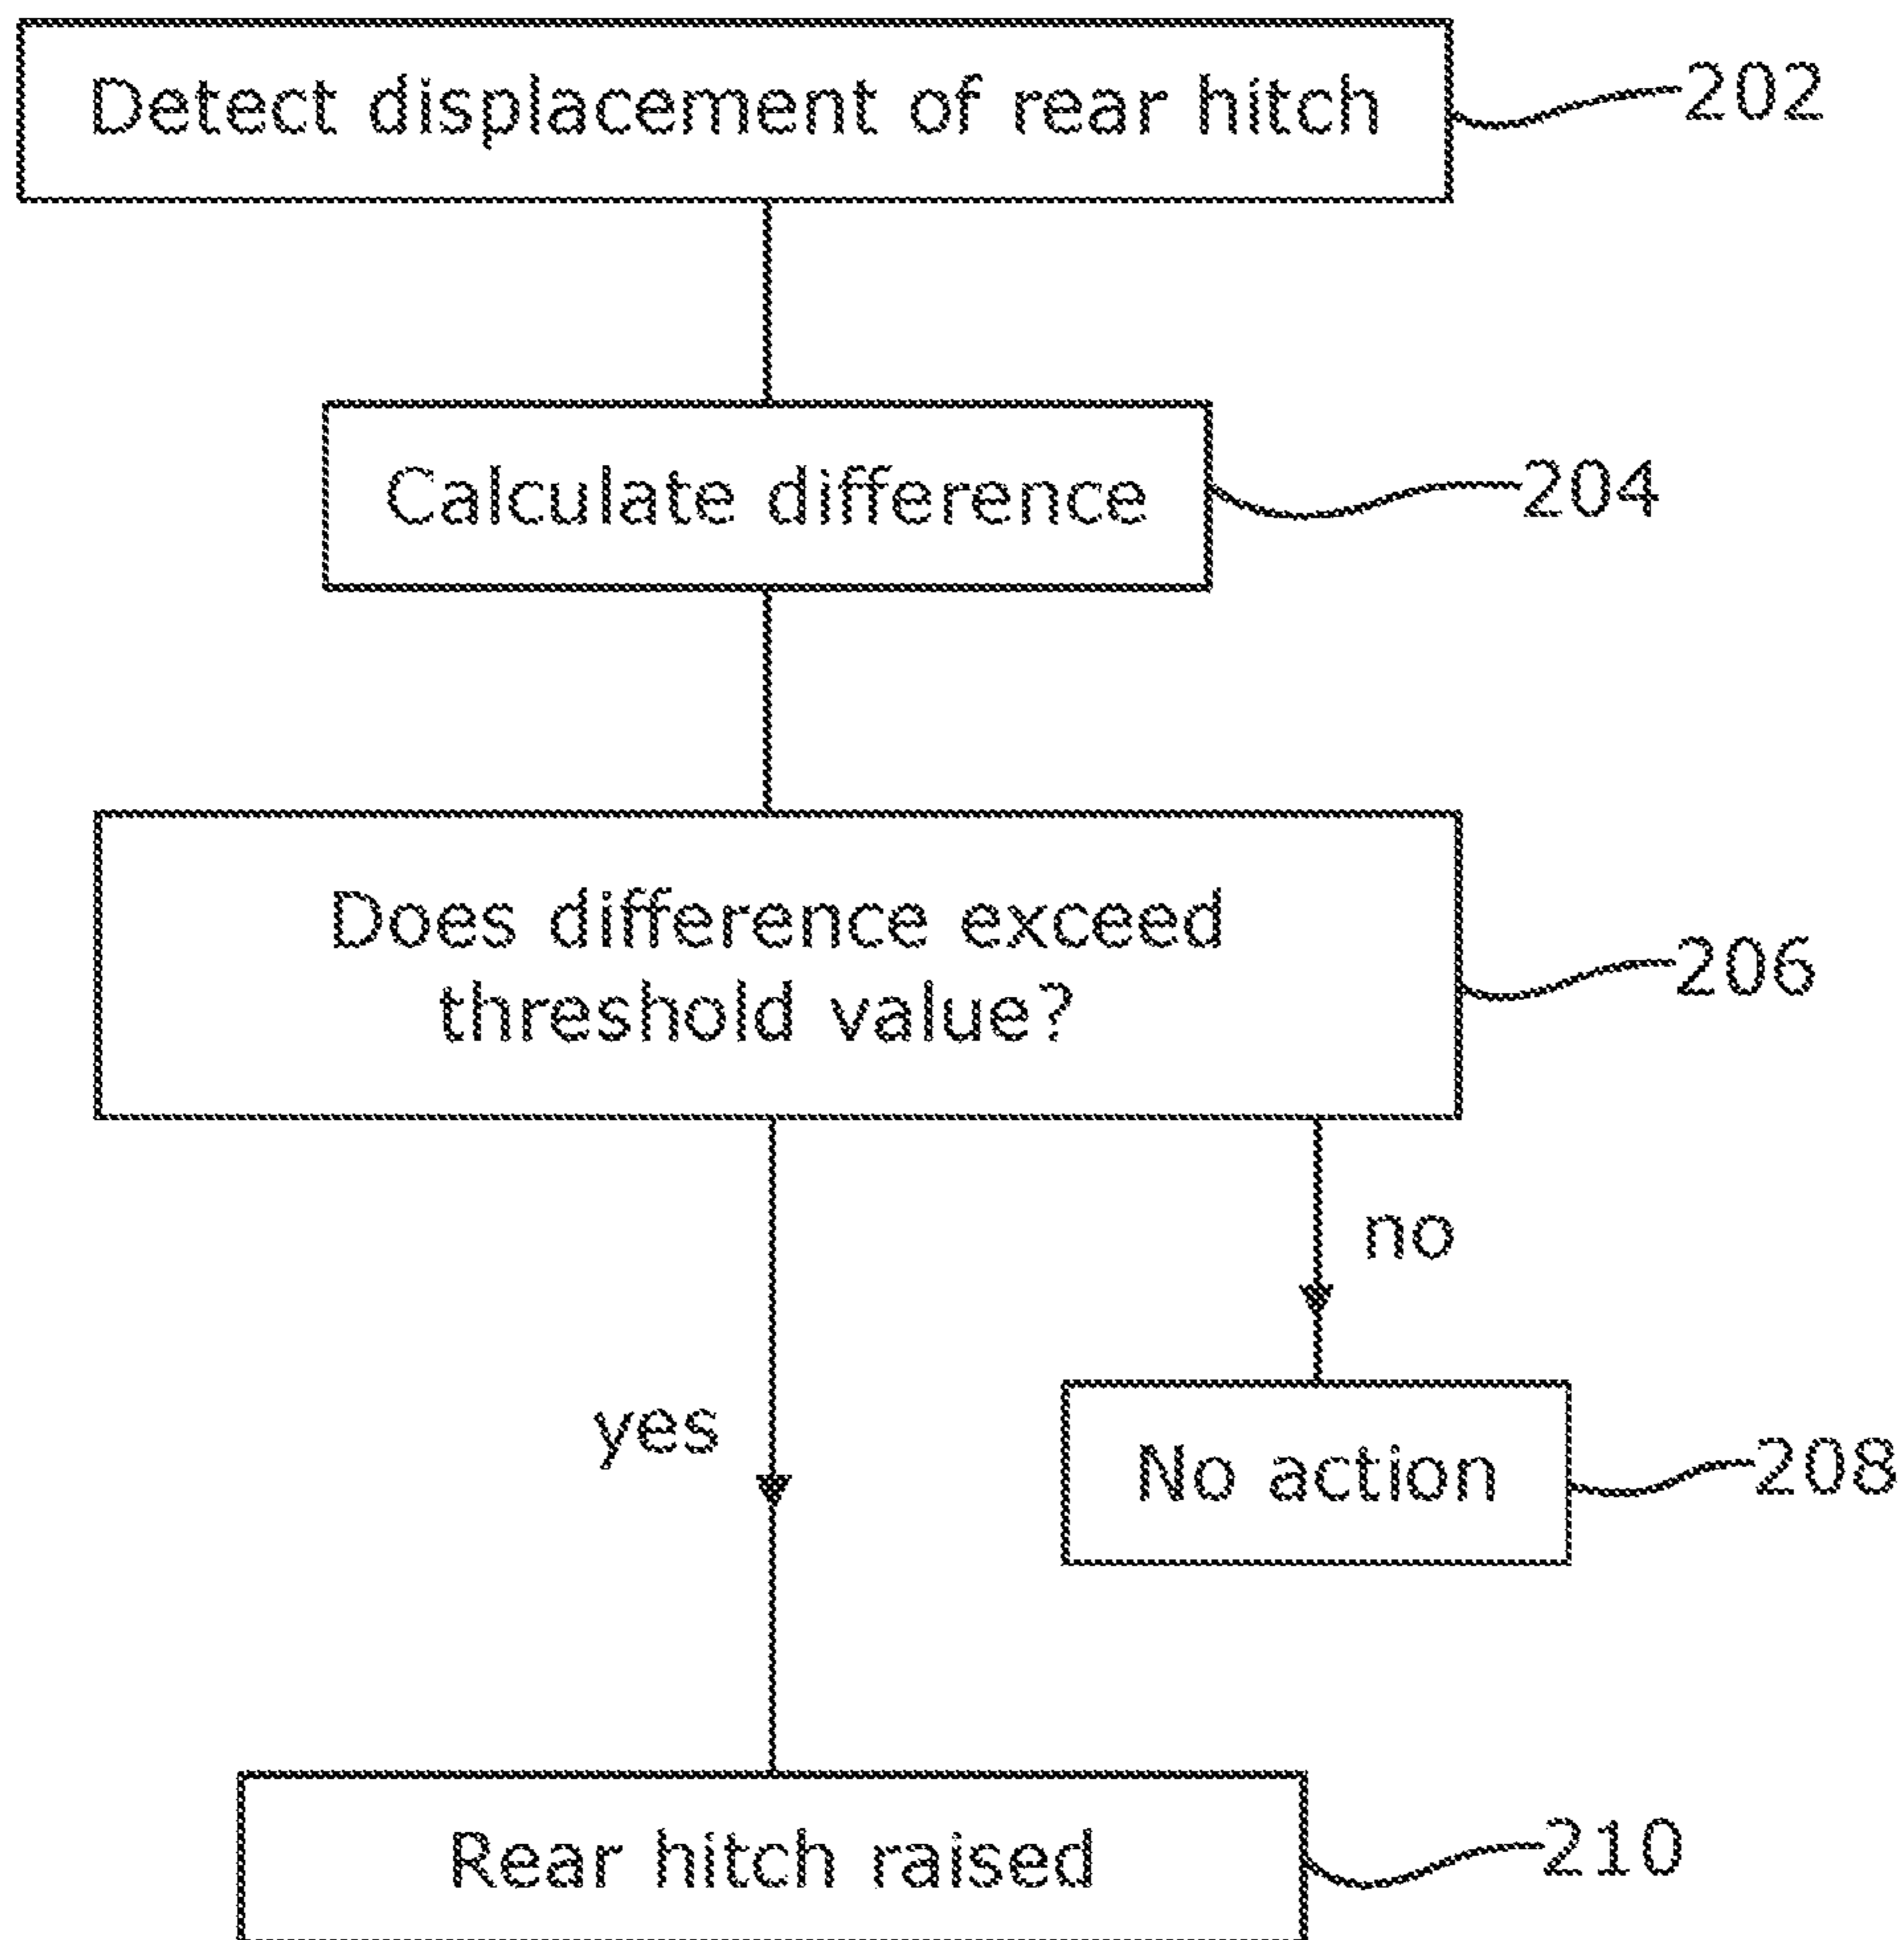 Detect displacement of rear hitch
202
Calculate difference
204
Does difference exceed
threshold value?
206
no
yes
No action
208
Rear hitch raised
210